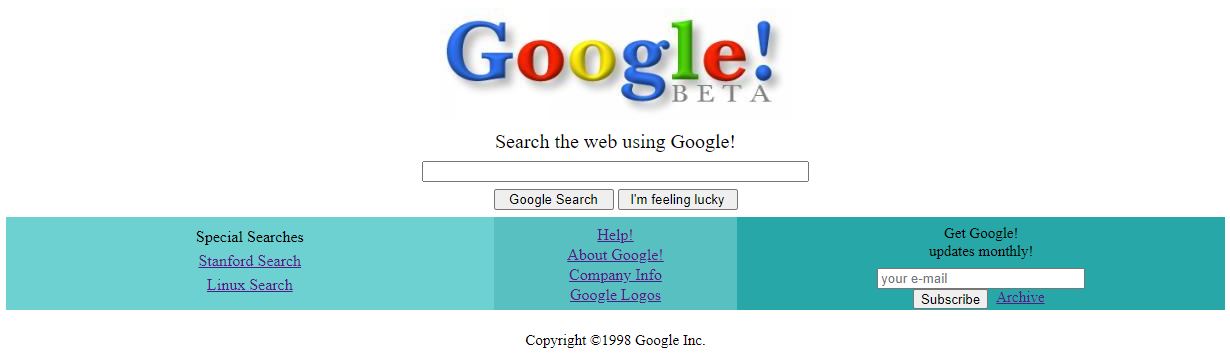 Google!
BETA
Search the web using Google!
Google Search I'm feeling lucky
Special Searches
Stanford Search
Linux Search
Help!
About Google!
Company Info
Google Logos
Get Google!
updates monthly!
your e-mail
Subscribe Archive
Copyright ©1998 Google Inc.